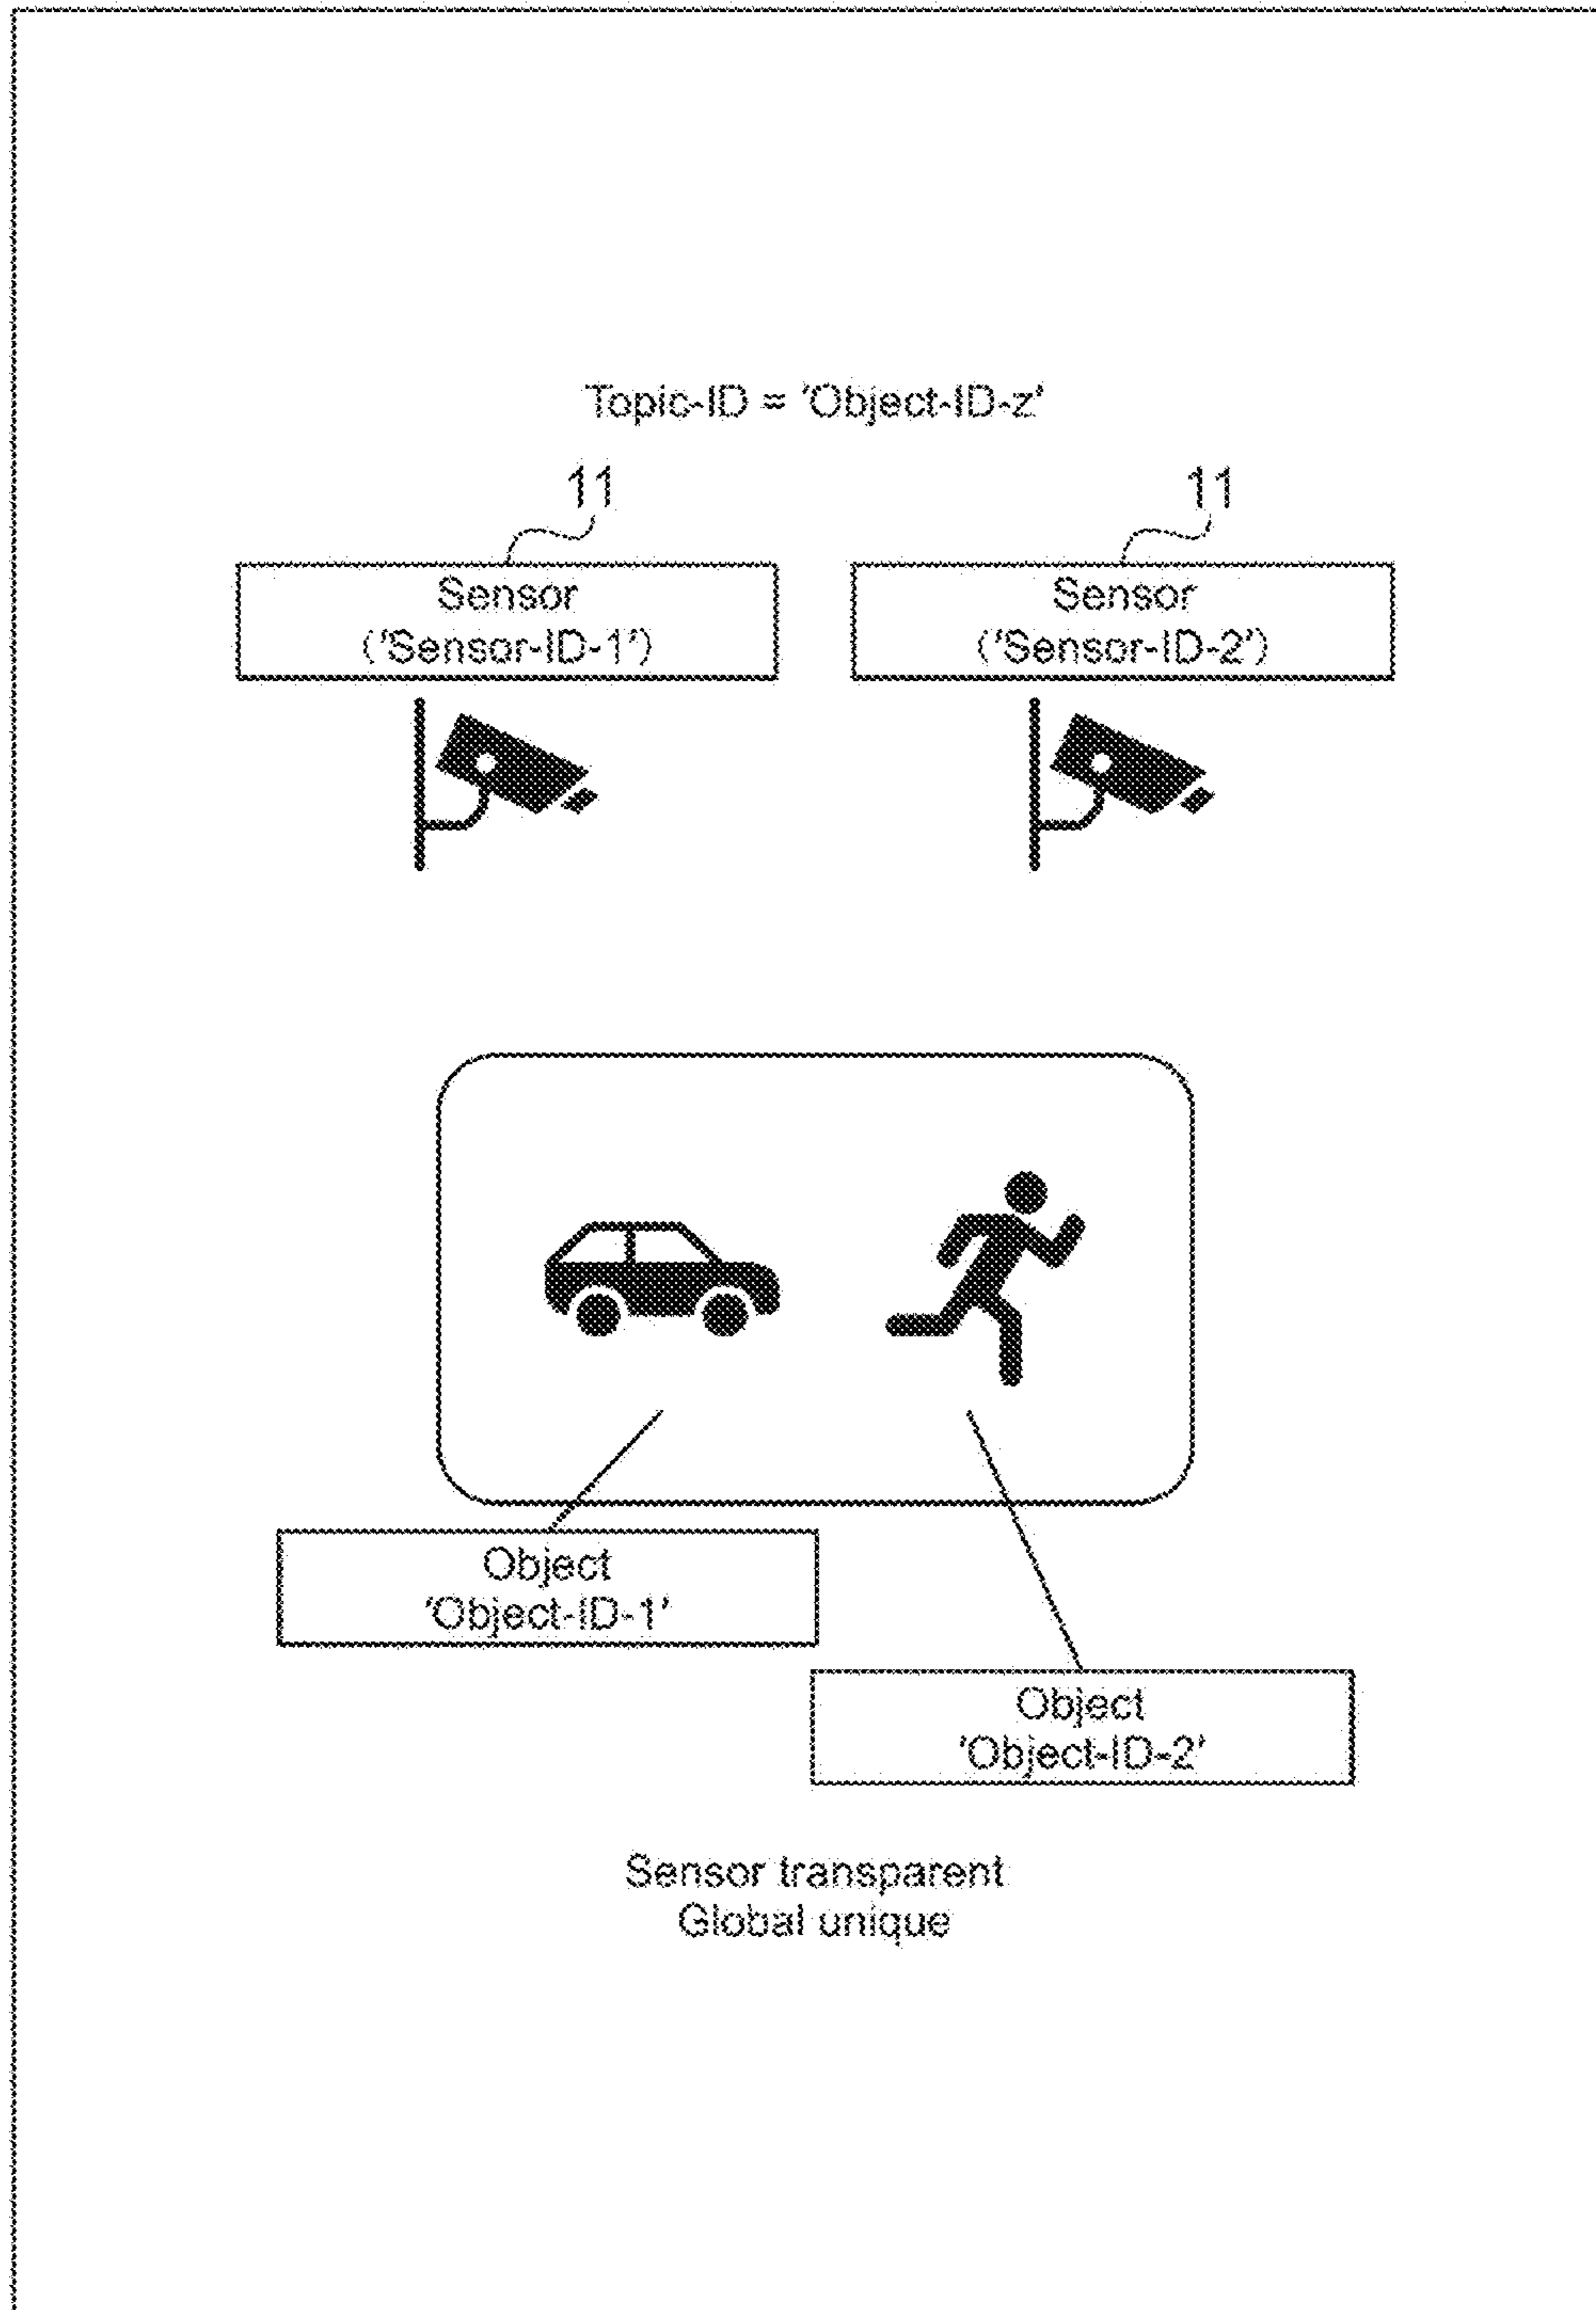 Topic-ID = 'Object-ID-z'
11
11
Sensor
('Sensor-ID-1')
Sensor
('Sensor-ID-2')
Object
'Object-ID-1'
Object
'Object-ID-2'
Sensor transparent
Global unique